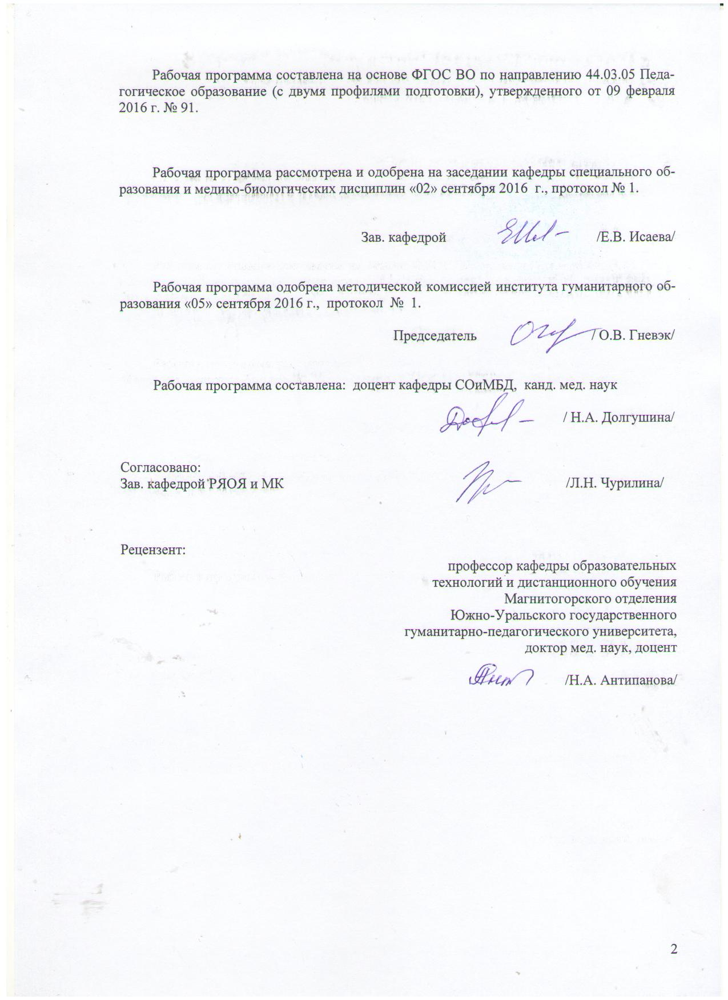 Рабочая программа составлена на основе ФГОС ВО по направлению 44.03.05 Педа-
гогическое образование (с двумя профилями подготовки), утвержденного от 09 февраля
2016 г. № 91.
Рабочая программа рассмотрена и одобрена на заседании кафедры специального об-
разования и медико-биологических дисциплин «02» сентября 2016 г., протокол № 1.
Зав. кафедрой /Е.В. Исаева/
Рабочая программа одобрена методической комиссией института гуманитарного об-
разования «05» сентября 2016 г., протокол № 1.
Председатель / О.В. Гневэк/
Рабочая программа составлена: доцент кафедры СОиМБД, канд. мед. наук
/ Н.А. Долгушина/
Согласовано:
Зав. кафедрой РЯОЯ и МК /Л.Н. Чурилина/
Рецензент:
профессор кафедры образовательных
технологий и дистанционного обучения
Магнитогорского отделения
Южно-Уральского государственного
гуманитарно-педагогического университета,
доктор мед. наук, доцент
/Н.А. Антипанова/
2